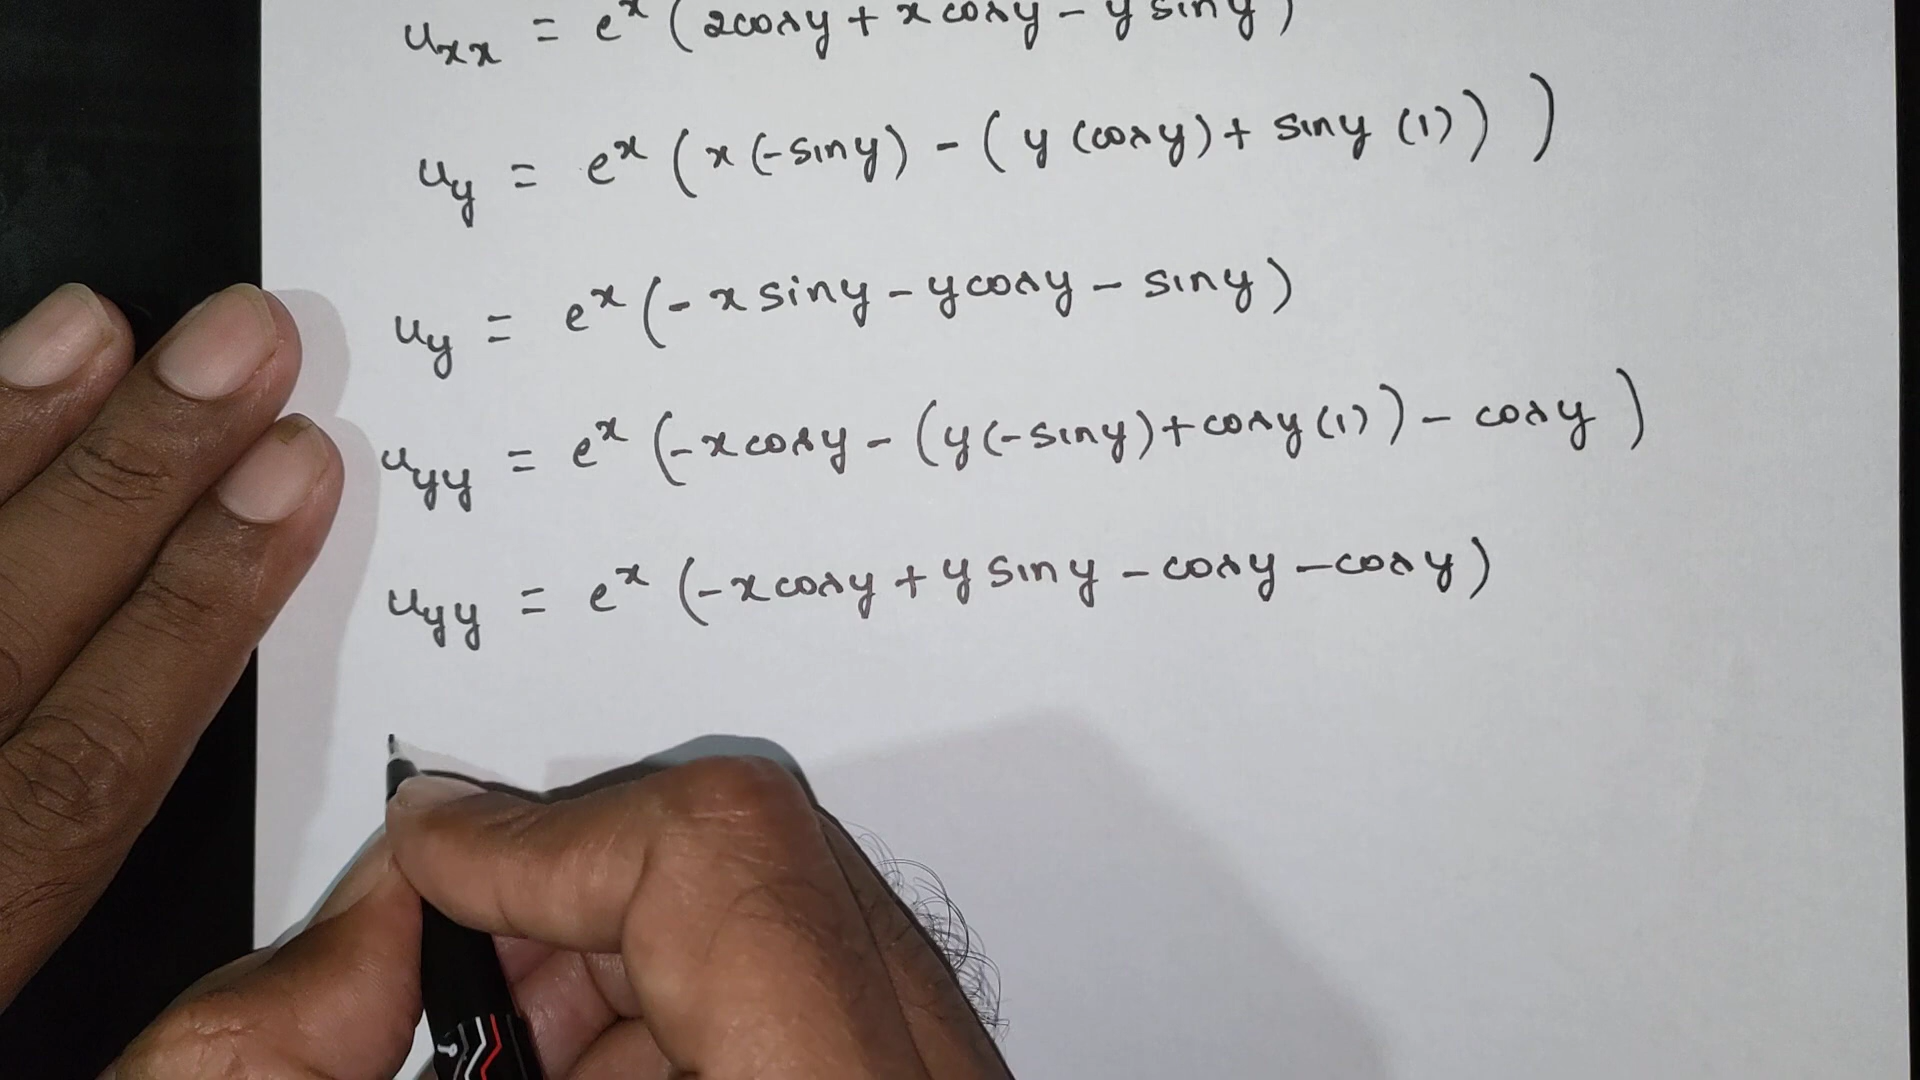 uxx = e^x (2cosy + x cosy - y siny)
uy = e^x (x(-siny) - (y (cosy) + siny (1)))
uy = e^x (-x siny - y cosy - siny)
uyy = e^x (-x cosy - (y(-siny) + cosy (1)) - cosy)
uyy = e^x (-x cosy + y siny - cosy - cosy)